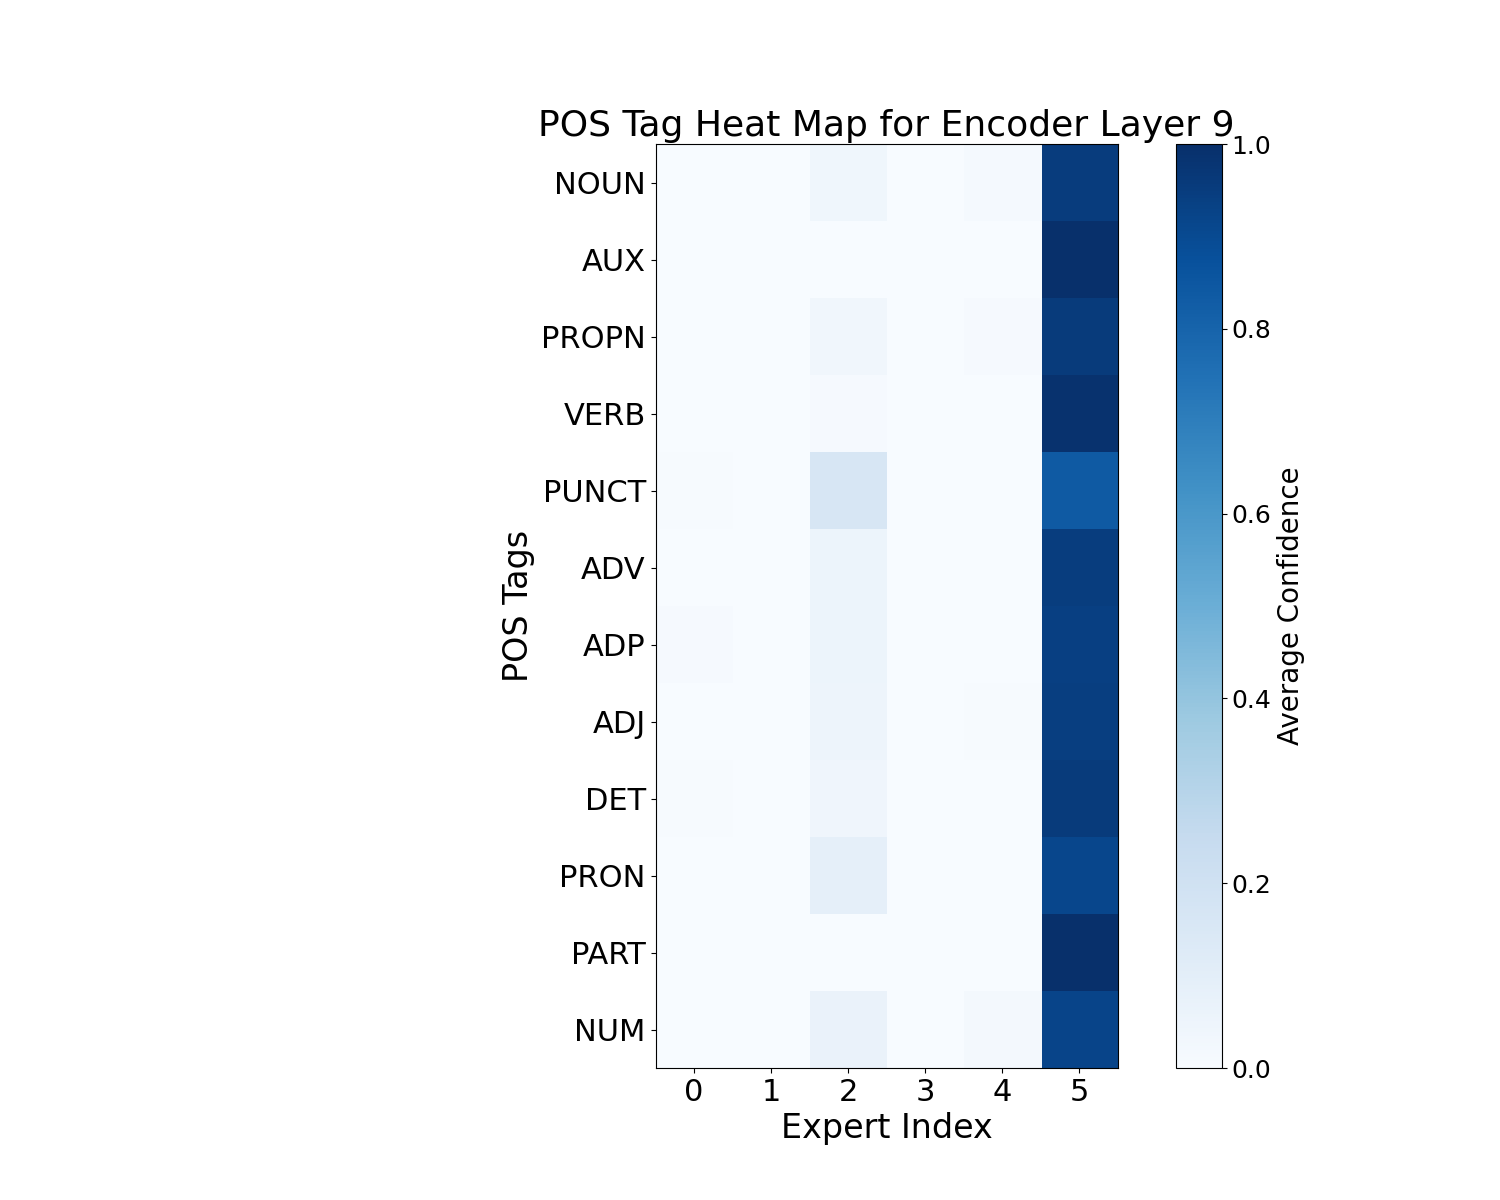 POS Tag Heat Map for Encoder Layer 9
NOUN
AUX
PROPN
VERB
PUNCT
ADV
ADP
ADJ
DET
PRON
PART
NUM
POS Tags
0 1 2 3 4 5
Expert Index
1.0
0.8
0.6
0.4
0.2
0.0
Average Confidence